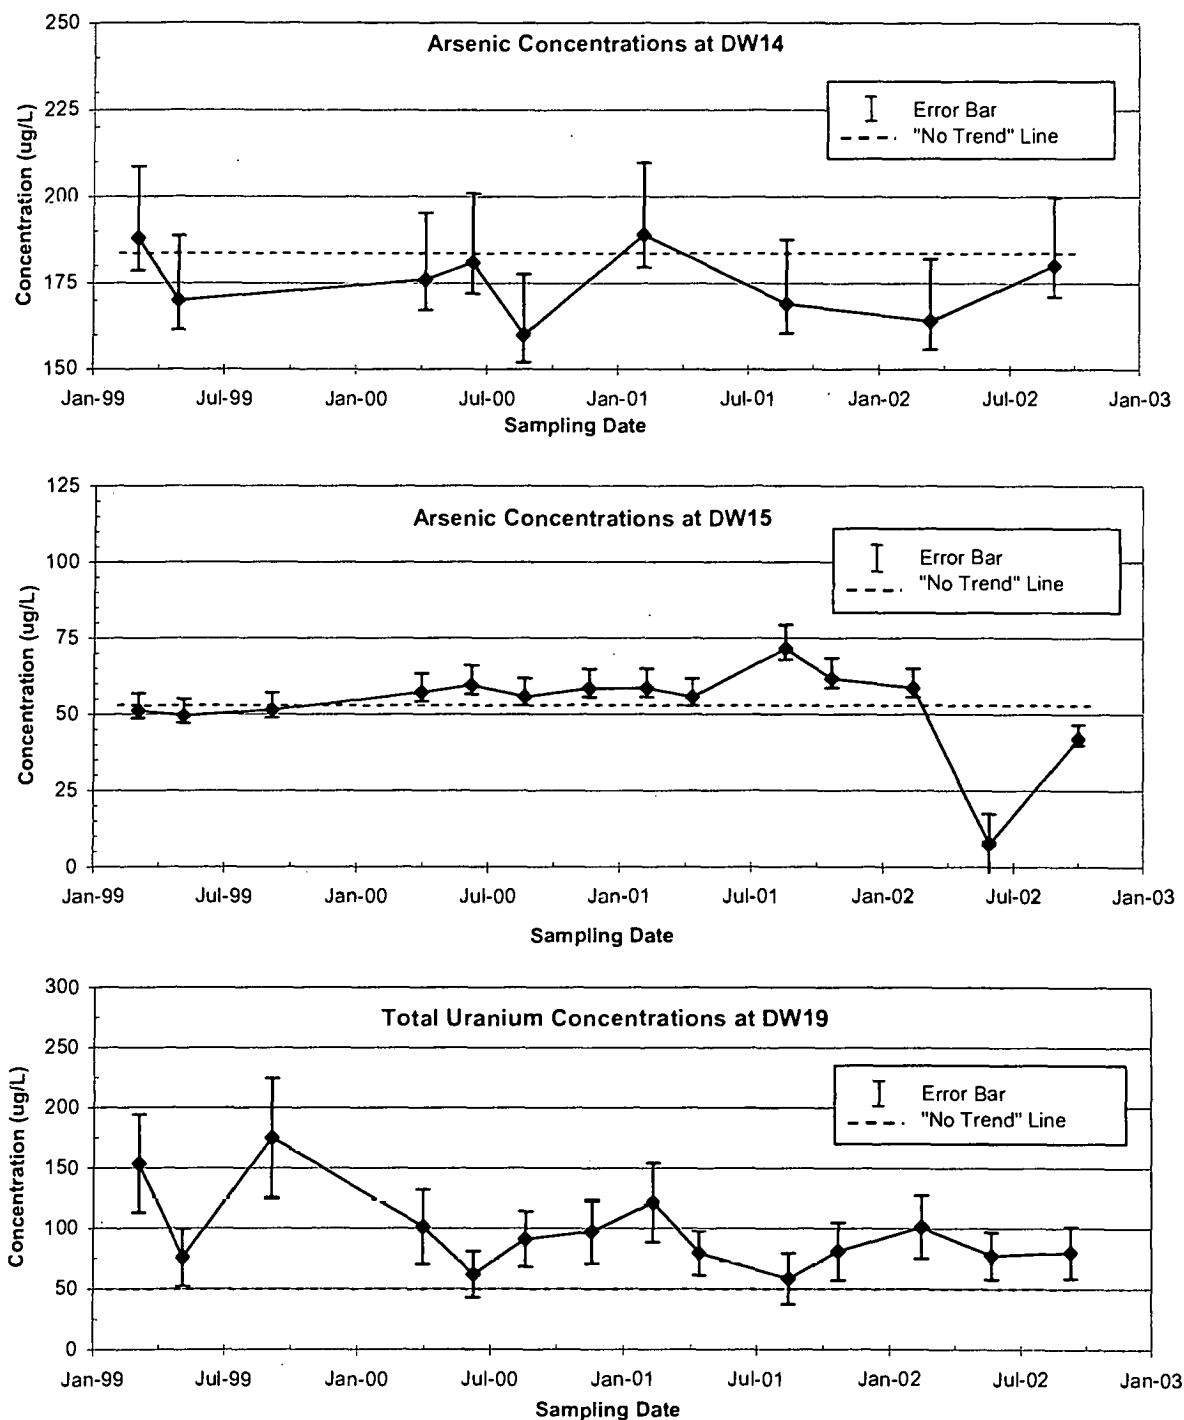 Arsenic Concentrations at DW14
Concentration (ug/L)
250
225
200
175
150
Error Bar
"No Trend" Line
Jan-99 Jul-99 Jan-00 Jul-00 Jan-01 Jul-01 Jan-02 Jul-02 Jan-03
Sampling Date
Arsenic Concentrations at DW15
Concentration (ug/L)
125
100
75
50
25
0
Error Bar
"No Trend" Line
Jan-99 Jul-99 Jan-00 Jul-00 Jan-01 Jul-01 Jan-02 Jul-02 Jan-03
Sampling Date
Total Uranium Concentrations at DW19
Concentration (ug/L)
300
250
200
150
100
50
0
Error Bar
"No Trend" Line
Jan-99 Jul-99 Jan-00 Jul-00 Jan-01 Jul-01 Jan-02 Jul-02 Jan-03
Sampling Date